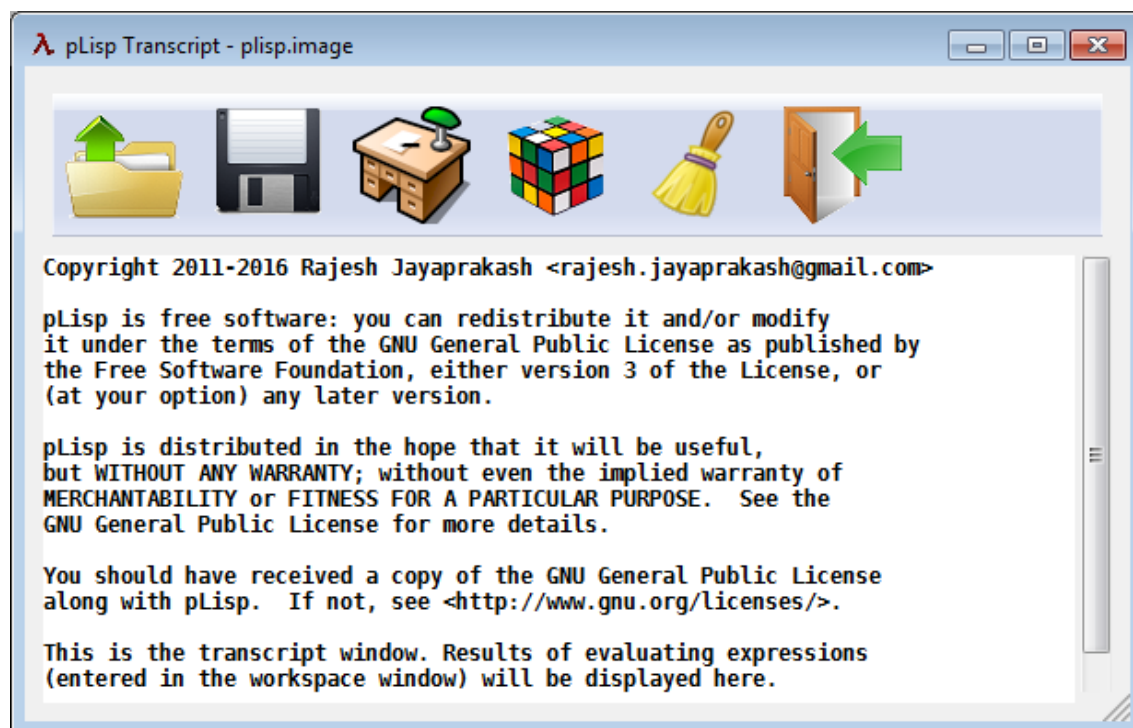 pLisp Transcript - plisp.image
Copyright 2011-2016 Rajesh Jayaprakash <rajesh.jayaprakash@gmail.com>
pLisp is free software: you can redistribute it and/or modify
it under the terms of the GNU General Public License as published by
the Free Software Foundation, either version 3 of the License, or
(at your option) any later version.
pLisp is distributed in the hope that it will be useful,
but WITHOUT ANY WARRANTY; without even the implied warranty of
MERCHANTABILITY or FITNESS FOR A PARTICULAR PURPOSE.  See the
GNU General Public License for more details.
You should have received a copy of the GNU General Public License
along with pLisp.  If not, see <http://www.gnu.org/licenses/>.
This is the transcript window. Results of evaluating expressions
(entered in the workspace window) will be displayed here.